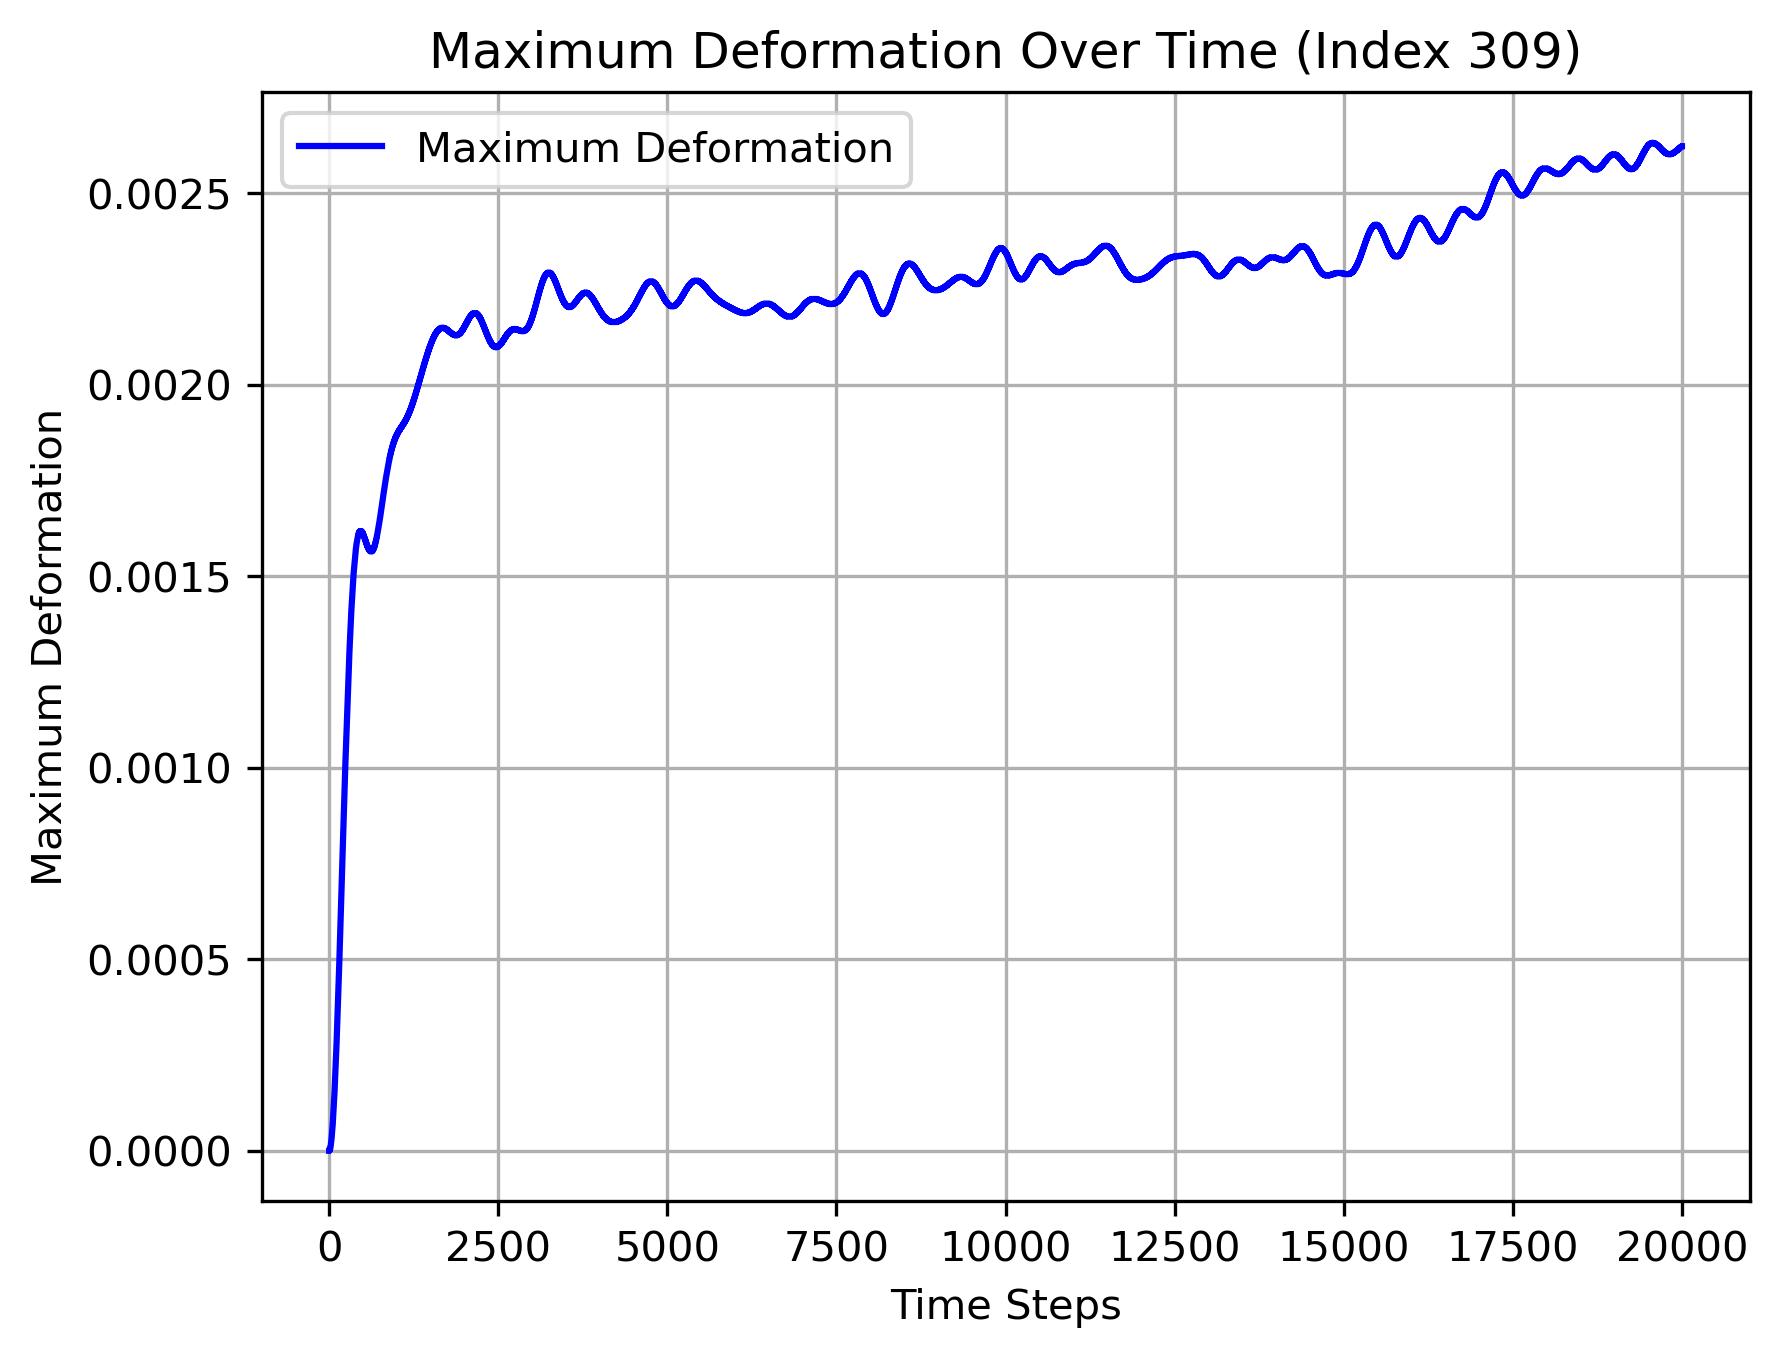 Maximum Deformation Over Time (Index 309)
Maximum Deformation
Maximum Deformation
0.0025
0.0020
0.0015
0.0010
0.0005
0.0000
0 2500 5000 7500 10000 12500 15000 17500 20000
Time Steps